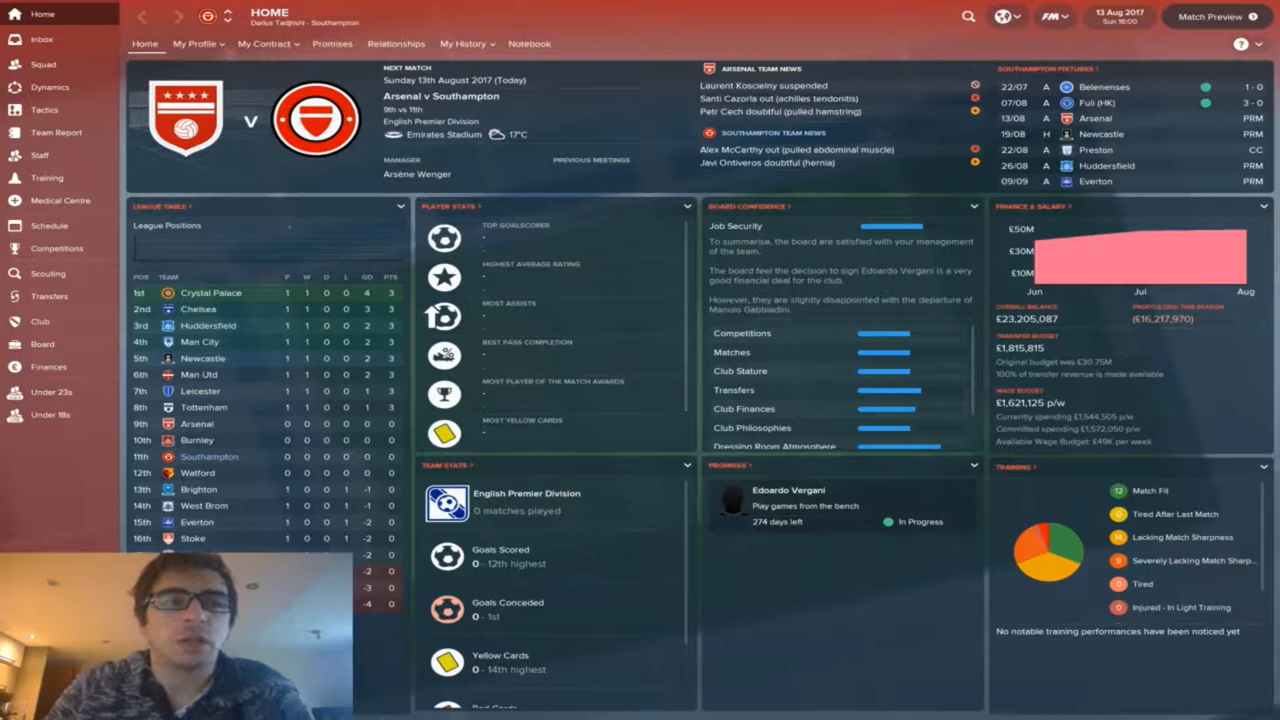 Home
Inbox
Squad
Dynamics
Tactics
Team Report
Staff
Training
Medical Centre
Schedule
Competitions
Scouting
Transfers
Club
Board
Finances
Under 23s
Under 18s
HOME
Darius Tadjrishi - Southampton
FM
13 Aug 2017
Sun 16:00
Match Preview
Home
My Profile
My Contract
Promises
Relationships
My History
Notebook
?
V
NEXT MATCH
Sunday 13th August 2017 (Today)
Arsenal v Southampton
9th vs 11th
English Premier Division
Emirates Stadium 17°C
MANAGER PREVIOUS MEETINGS
Arsène Wenger
ARSENAL TEAM NEWS
Laurent Koscielny suspended
Santi Cazorla out (achilles tendonitis)
Petr Cech doubtful (pulled hamstring)
SOUTHAMPTON TEAM NEWS
Alex McCarthy out (pulled abdominal muscle)
Javi Ontiveros doubtful (hernia)
SOUTHAMPTON FIXTURES
22/07 A Belenenses 1 - 0
07/08 A Full (HK) 3 - 0
13/08 A Arsenal PRM
19/08 H Newcastle PRM
22/08 A Preston CC
26/08 A Huddersfield PRM
09/09 A Everton PRM
LEAGUE TABLE
League Positions
POS TEAM P W D L GD PTS
1st Crystal Palace 1 1 0 0 4 3
2nd Chelsea 1 1 0 0 3 3
3rd Huddersfield 1 1 0 0 2 3
4th Man City 1 1 0 0 2 3
5th Newcastle 1 1 0 0 2 3
6th Man Utd 1 1 0 0 2 3
7th Leicester 1 1 0 0 1 3
8th Tottenham 1 1 0 0 1 3
9th Arsenal 0 0 0 0 0 0
10th Burnley 0 0 0 0 0 0
11th Southampton 0 0 0 0 0 0
12th Watford 0 0 0 0 0 0
13th Brighton 1 0 0 1 -1 0
14th West Brom 1 0 0 1 -1 0
15th Everton 1 0 0 1 -2 0
16th Stoke 1 0 0 1 -2 0
-2 0
-2 0
-3 0
-4 0
PLAYER STATS
TOP GOALSCORER
-
HIGHEST AVERAGE RATING
-
MOST ASSISTS
-
BEST PASS COMPLETION
-
MOST PLAYER OF THE MATCH AWARDS
-
MOST YELLOW CARDS
-
TEAM STATS
English Premier Division
0 matches played
Goals Scored
0 - 12th highest
Goals Conceded
0 - 1st
Yellow Cards
0 - 14th highest
Red Cards
BOARD CONFIDENCE
Job Security
To summarise, the board are satisfied with your management
of the team.
The board feel the decision to sign Edoardo Vergani is a very
good financial deal for the club.
However, they are slightly disappointed with the departure of
Manolo Gabbiadini.
Competitions
Matches
Club Stature
Transfers
Club Finances
Club Philosophies
Dressing Room Atmosphere
PROMISES
Edoardo Vergani
Play games from the bench
274 days left In Progress
FINANCE & SALARY
£50M
£30M
£10M
Jun Jul Aug
OVERALL BALANCE PROFIT/LOSS THIS SEASON
£23,205,087 (£16,217,970)
TRANSFER BUDGET
£1,815,815
Original budget was £30.75M
100% of transfer revenue is made available
WAGE BUDGET
£1,621,125 p/w
Currently spending £1,544,505 p/w
Committed spending £1,572,050 p/w
Available Wage Budget: £49K per week
TRAINING
12 Match Fit
0 Tired After Last Match
14 Lacking Match Sharpness
9 Severely Lacking Match Sharp...
0 Tired
0 Injured - In Light Training
No notable training performances have been noticed yet